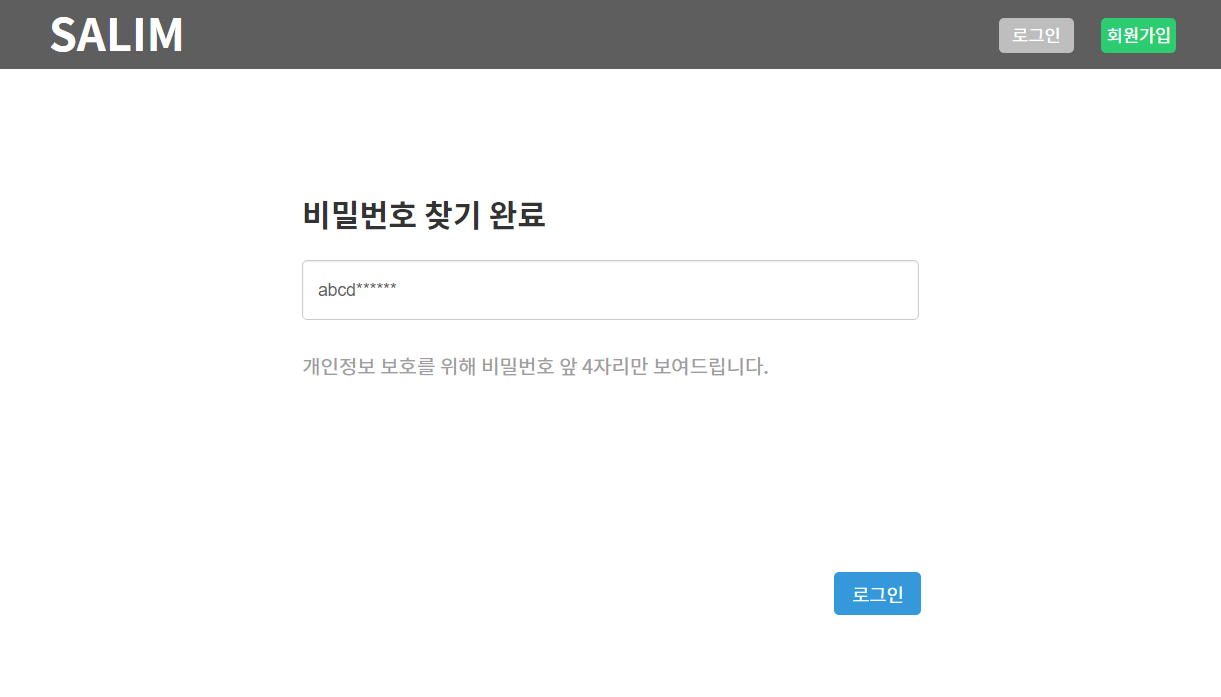 SALIM
로그인
회원가입
비밀번호 찾기 완료
abcd******
개인정보 보호를 위해 비밀번호 앞 4자리만 보여드립니다.
로그인